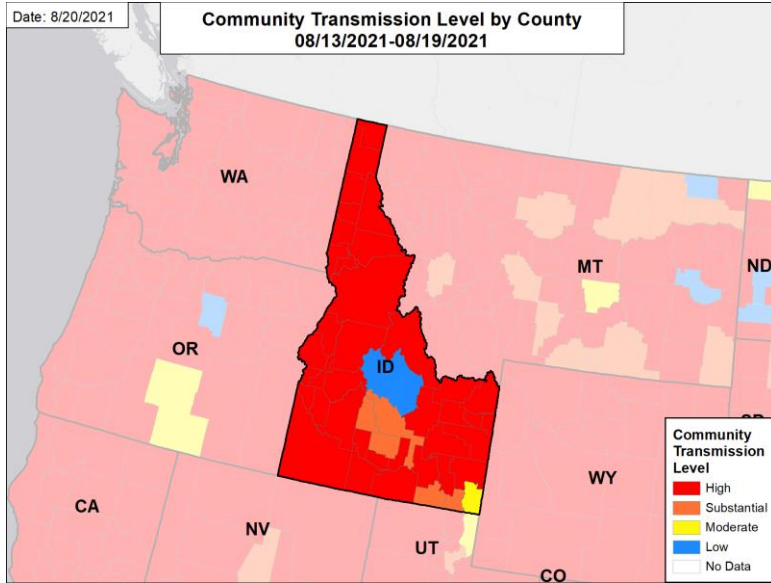 Date: 8/20/2021
Community Transmission Level by County
08/13/2021-08/19/2021
WA
MT
ND
OR
ID
SD
WY
CA
NV
UT
CO
Community
Transmission
Level
High
Substantial
Moderate
Low
No Data